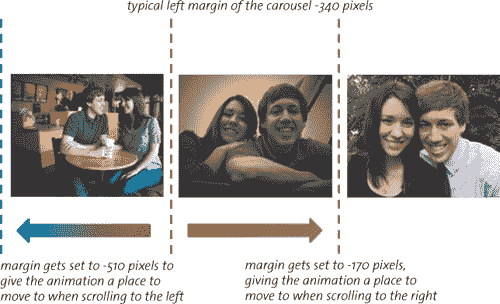 typical left margin of the carousel -340 pixels
margin gets set to -510 pixels to
give the animation a place to
move to when scrolling to the left
margin gets set to -170 pixels,
giving the animation a place to
move to when scrolling to the right